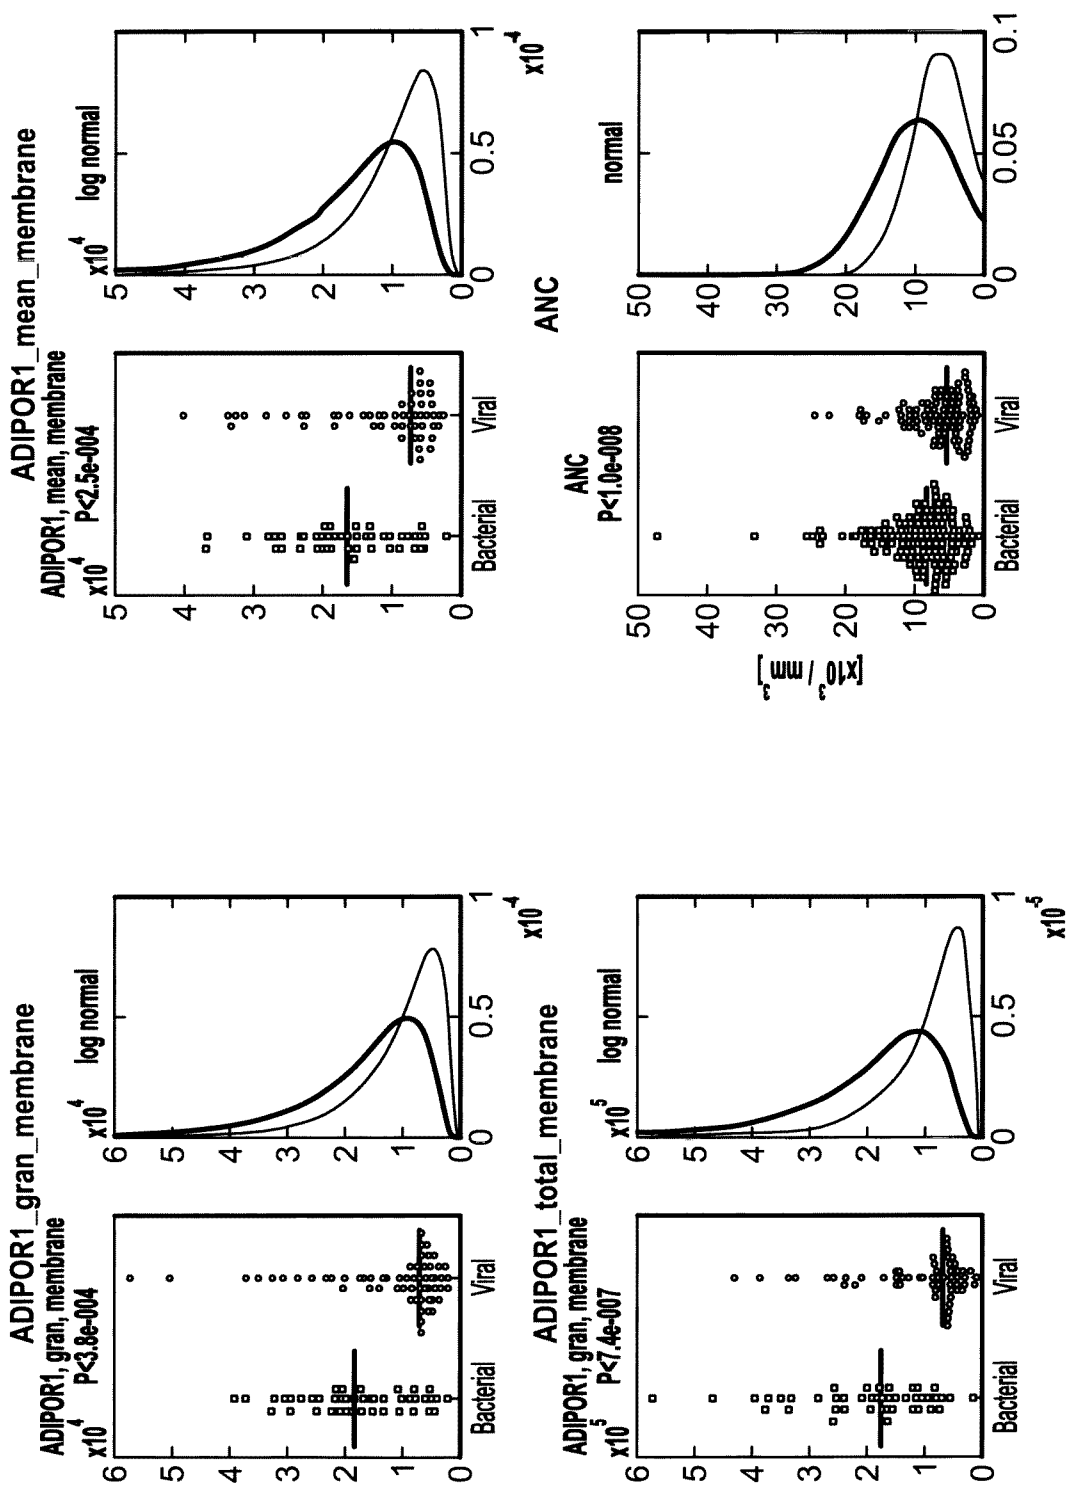 ADIPOR1_gran_membrane
ADIPOR1, gran, membrane
P<3.8e-004
x10^4
6
5
4
3
2
1
0
Bacterial
Viral
x10^4
log normal
6
5
4
3
2
1
0
0
0.5
1
x10^-4
ADIPOR1_mean_membrane
ADIPOR1, mean, membrane
P<2.5e-004
x10^4
5
4
3
2
1
0
Bacterial
Viral
x10^4
log normal
5
4
3
2
1
0
0
0.5
1
x10^-4
ADIPOR1_total_membrane
ADIPOR1, gran, membrane
P<7.4e-007
x10^5
6
5
4
3
2
1
0
Bacterial
Viral
x10^5
log normal
6
5
4
3
2
1
0
0
0.5
1
x10^-5
ANC
ANC
P<1.0e-008
[x10^3 / mm^3]
50
40
30
20
10
0
Bacterial
Viral
normal
50
40
30
20
10
0
0
0.05
0.1